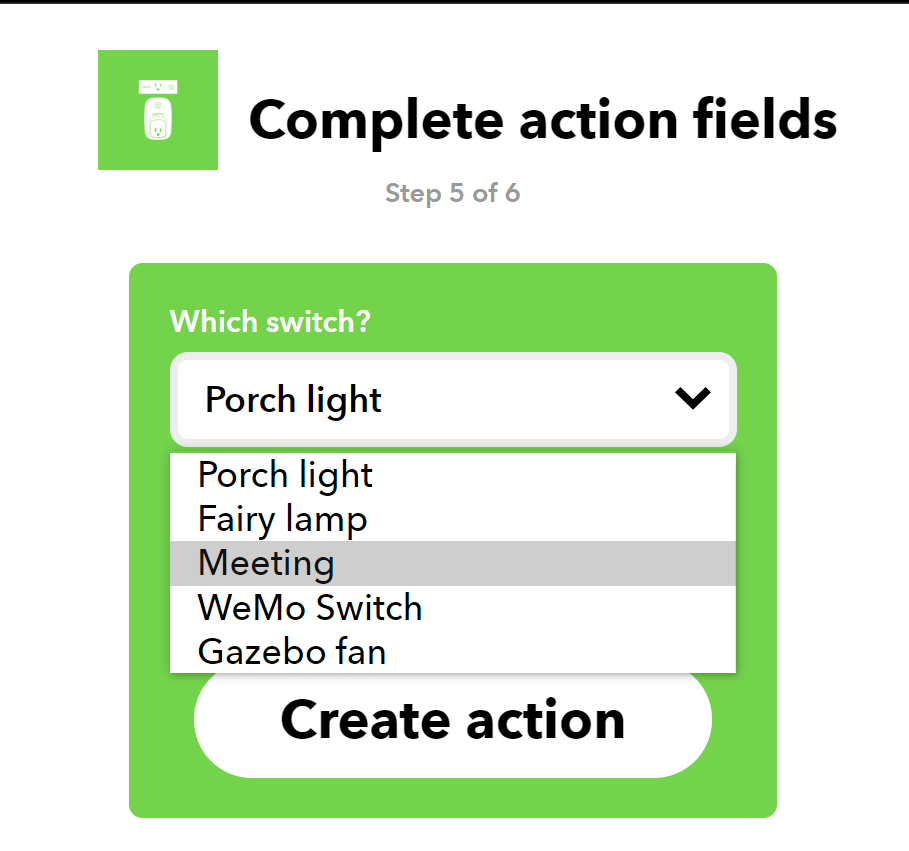 Complete action fields
Step 5 of 6
Which switch?
Porch light
Porch light
Fairy lamp
Meeting
WeMo Switch
Gazebo fan
Create action